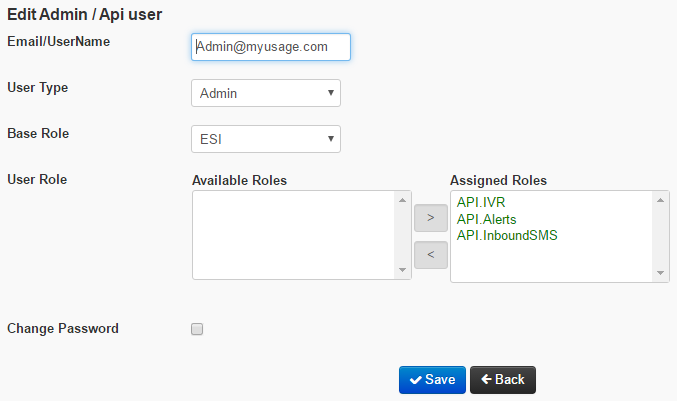 Edit Admin / Api user
Email/UserName
Admin@myusage.com
User Type
Admin
Base Role
ESI
User Role
Available Roles
Assigned Roles
API.IVR
API.Alerts
API.InboundSMS
>
<
Change Password
Save
Back